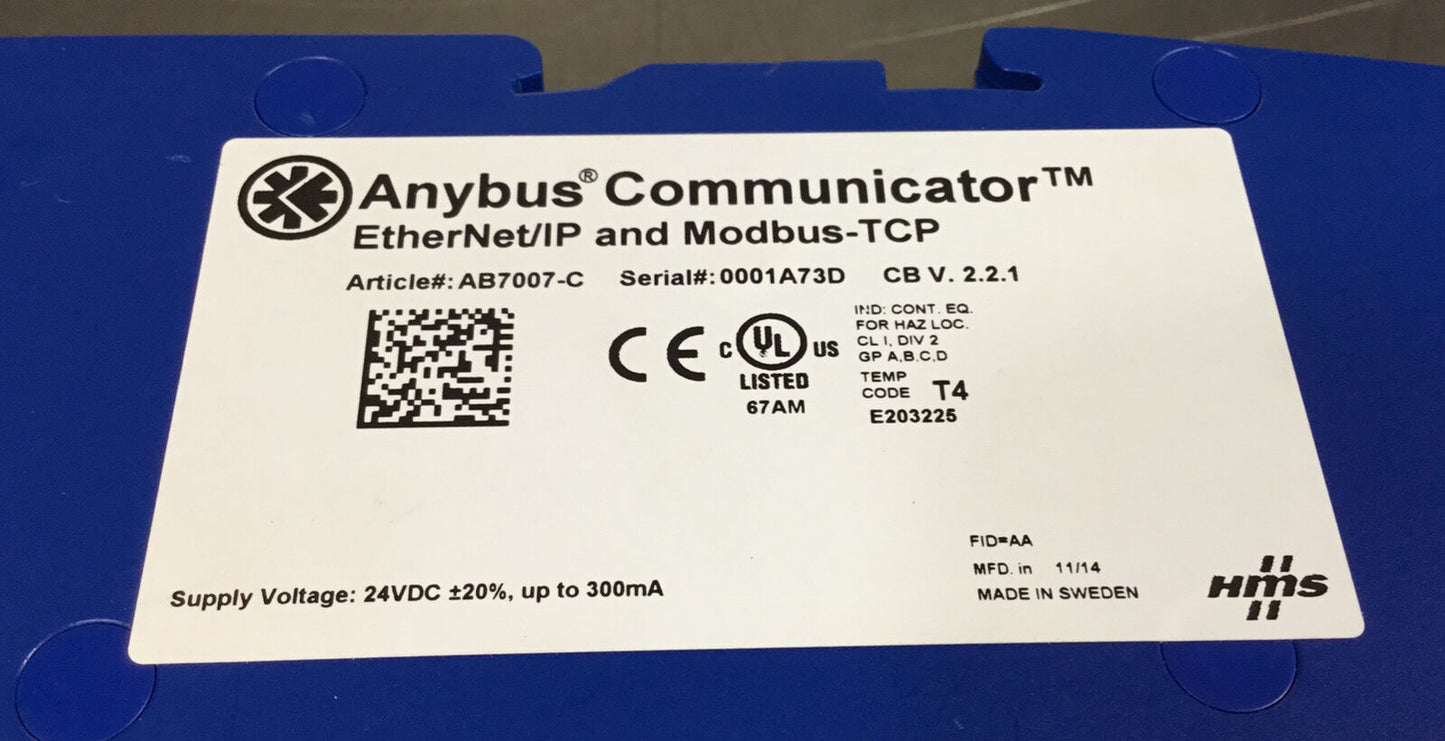 Anybus® Communicator™
EtherNet/IP and Modbus-TCP
Article#: AB7007-C Serial#: 0001A73D CB V. 2.2.1
CE
C UL US
LISTED
67AM
IND: CONT. EQ.
FOR HAZ LOC.
CL I, DIV 2
GP A,B,C,D
TEMP
CODE T4
E203225
FID=AA
MFD. in 11/14
MADE IN SWEDEN
Supply Voltage: 24VDC ±20%, up to 300mA
HMS